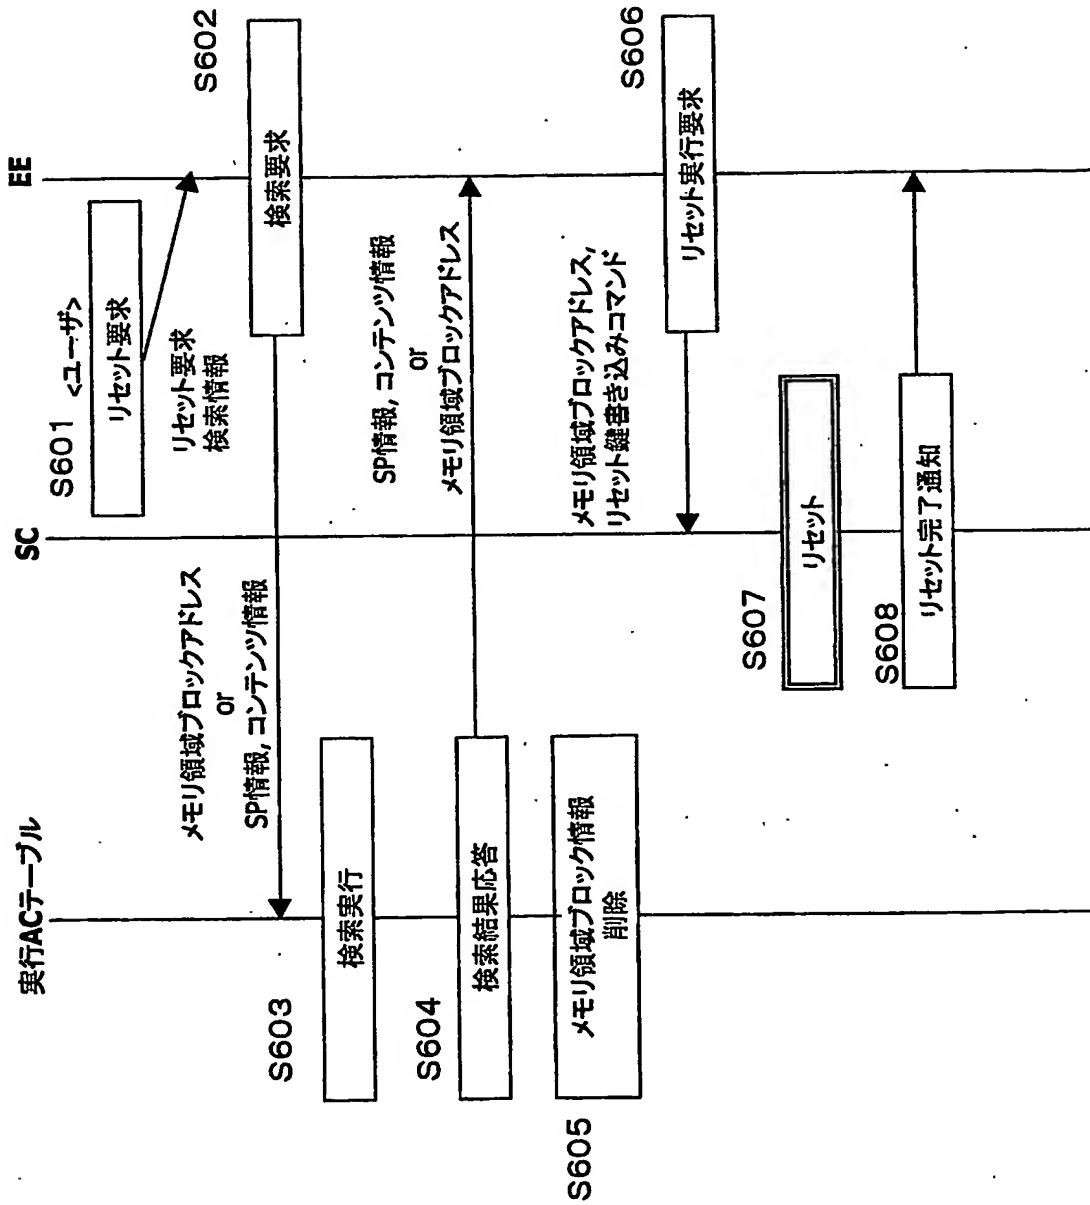 実行ACテーブル
SC
EE
S601
<ユーザ>
リセット要求
リセット要求
検索情報
S602
検索要求
メモリ領域ブロックアドレス
or
SP情報, コンテンツ情報
S603
検索実行
S604
検索結果応答
SP情報, コンテンツ情報
or
メモリ領域ブロックアドレス
S605
メモリ領域ブロック情報
削除
S606
リセット実行要求
メモリ領域ブロックアドレス,
リセット鍵書き込みコマンド
S607
リセット
S608
リセット完了通知